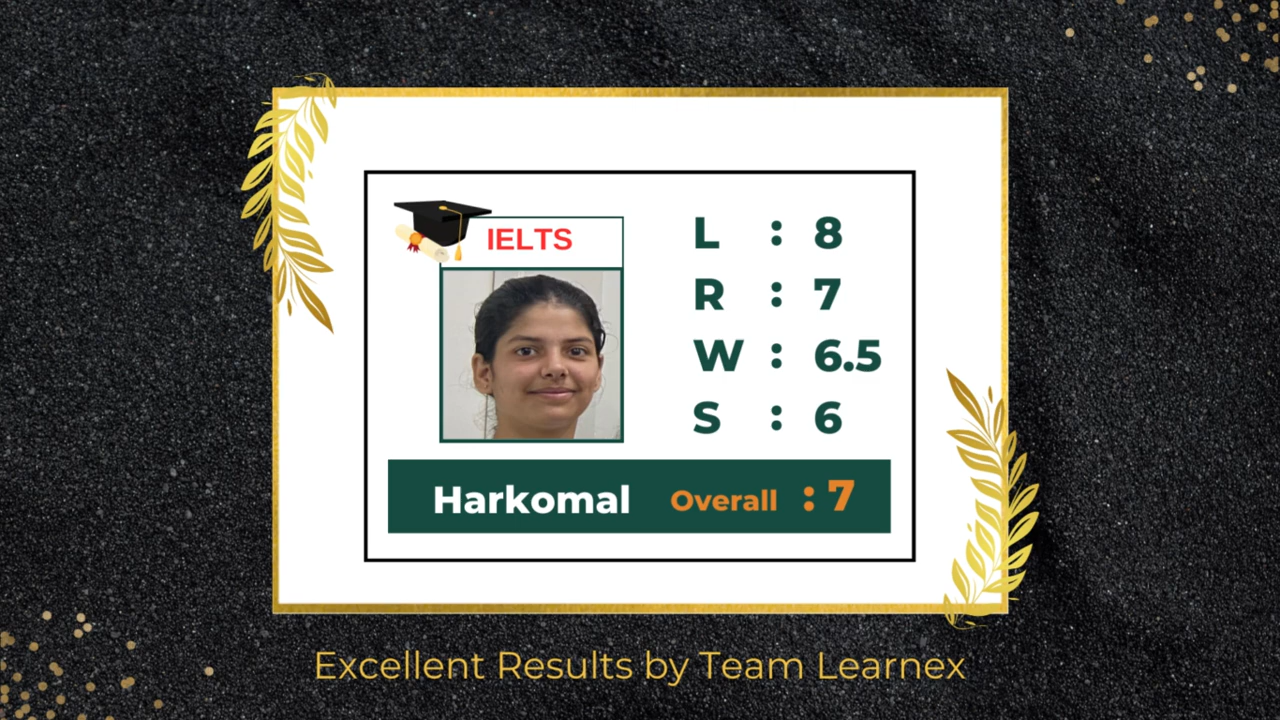 IELTS
L : 8
R : 7
W : 6.5
S : 6
Harkomal Overall : 7
Excellent Results by Team Learnex